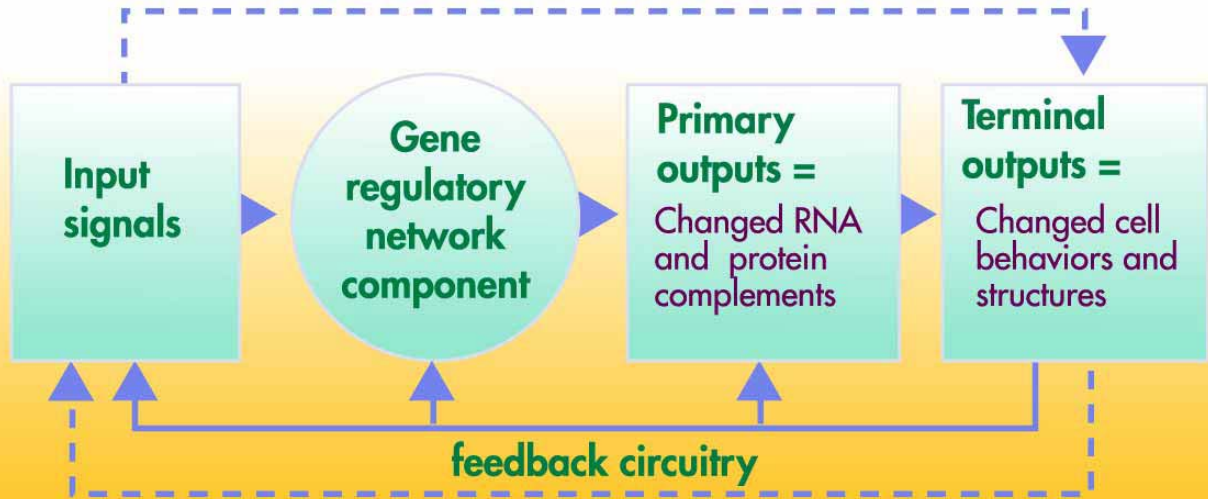 Input
signals
Gene
regulatory
network
component
Primary
outputs =
Changed RNA
and protein
complements
Terminal
outputs =
Changed cell
behaviors and
structures
feedback circuitry